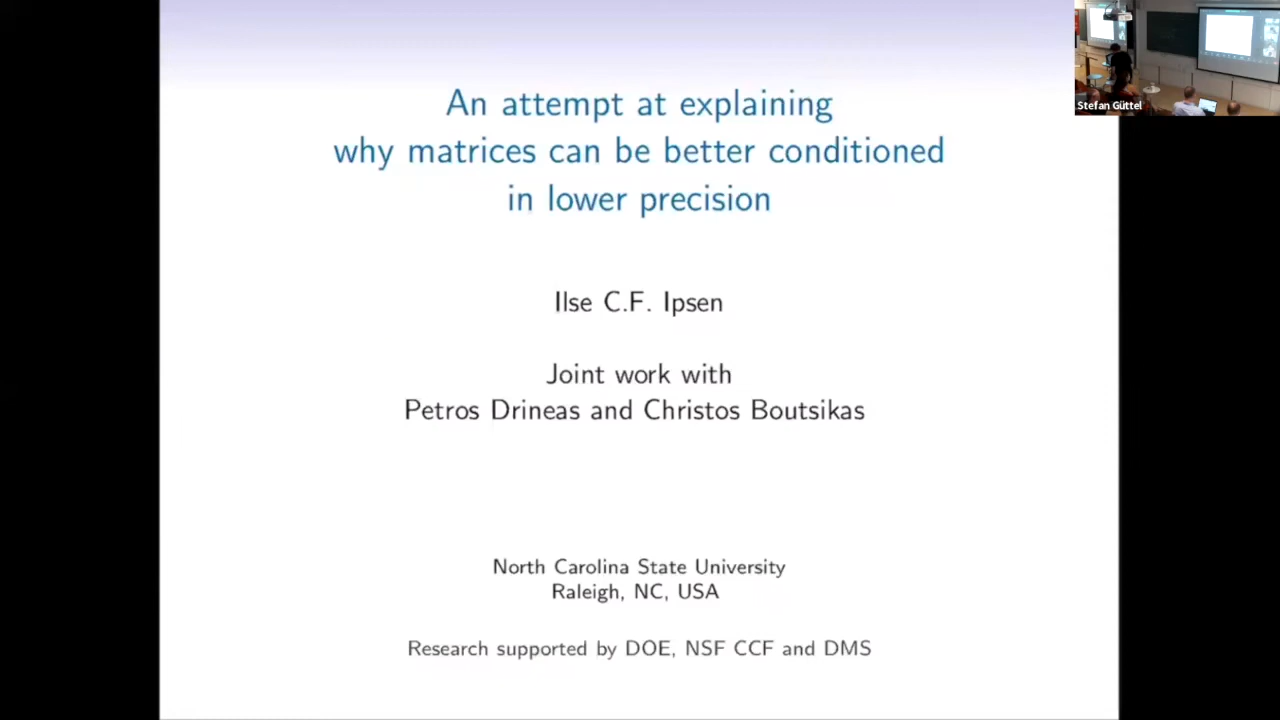 An attempt at explaining
why matrices can be better conditioned
in lower precision
Ilse C.F. Ipsen
Joint work with
Petros Drineas and Christos Boutsikas
North Carolina State University
Raleigh, NC, USA
Research supported by DOE, NSF CCF and DMS
Stefan Güttel